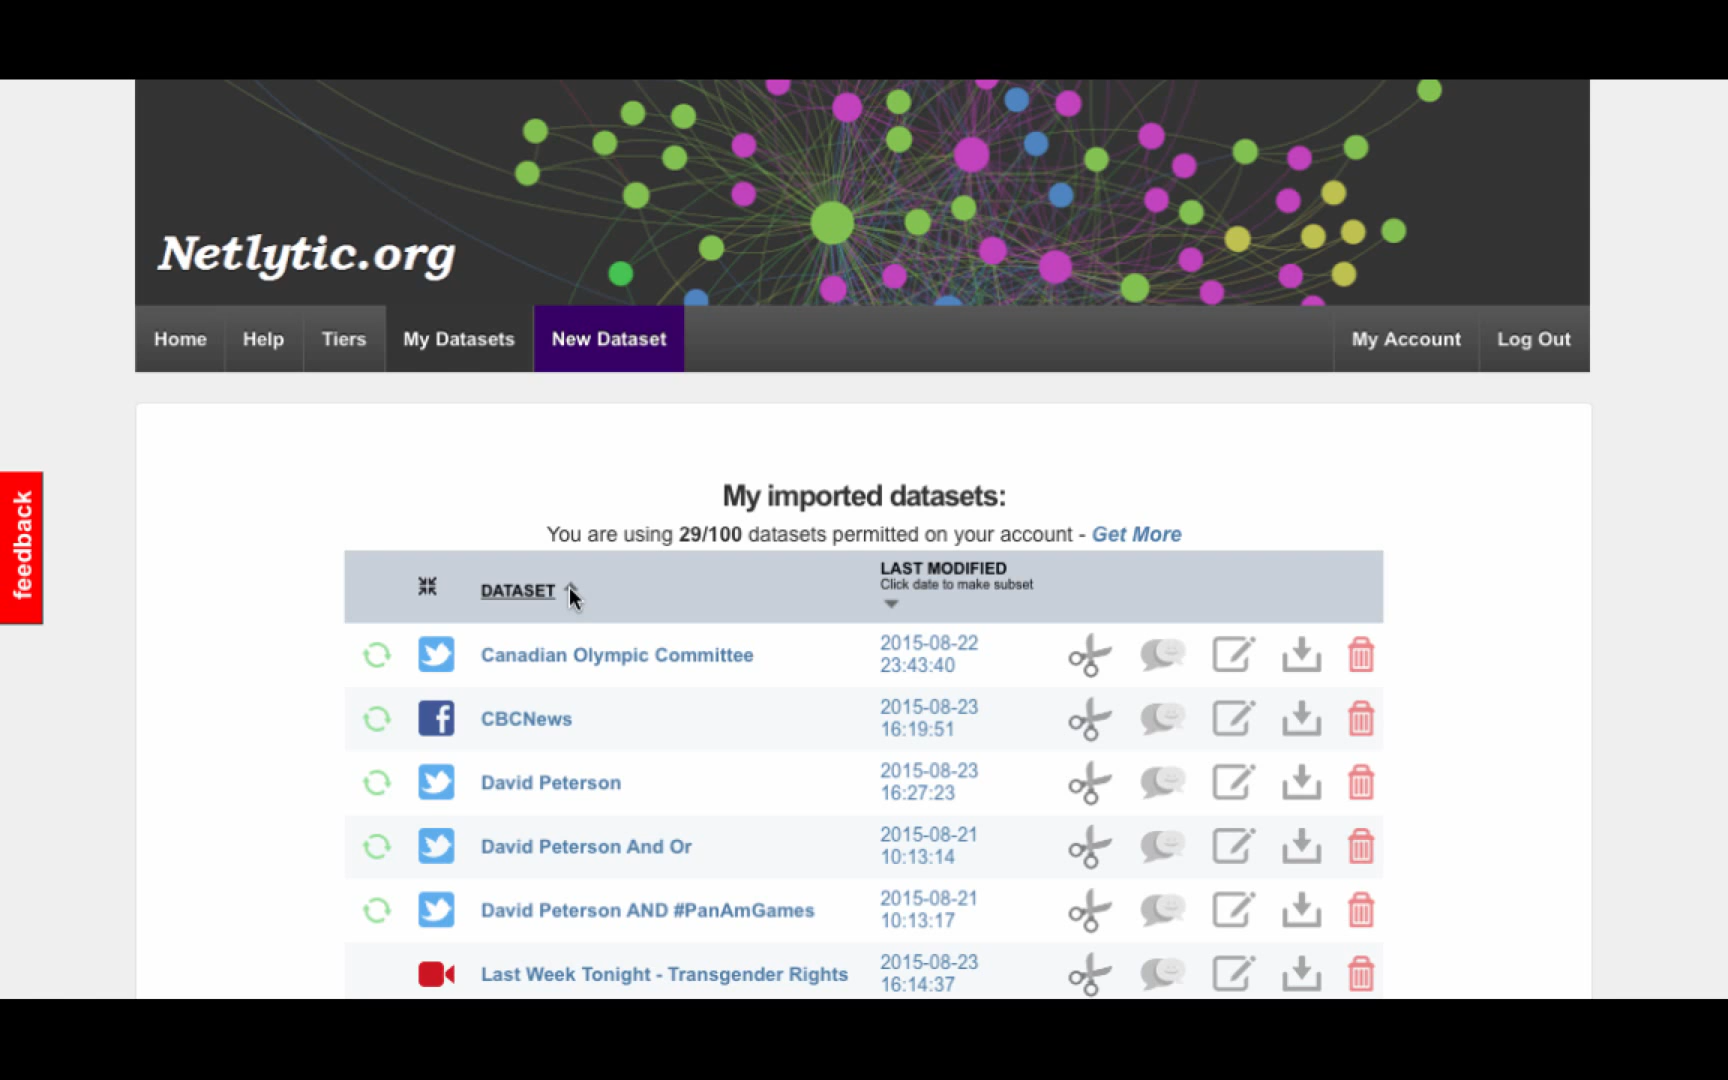 Netlytic.org
Home Help Tiers My Datasets New Dataset My Account Log Out
feedback
My imported datasets:
You are using 29/100 datasets permitted on your account - Get More
DATASET
LAST MODIFIED
Click date to make subset
Canadian Olympic Committee
2015-08-22
23:43:40
CBCNews
2015-08-23
16:19:51
David Peterson
2015-08-23
16:27:23
David Peterson And Or
2015-08-21
10:13:14
David Peterson AND #PanAmGames
2015-08-21
10:13:17
Last Week Tonight - Transgender Rights
2015-08-23
16:14:37